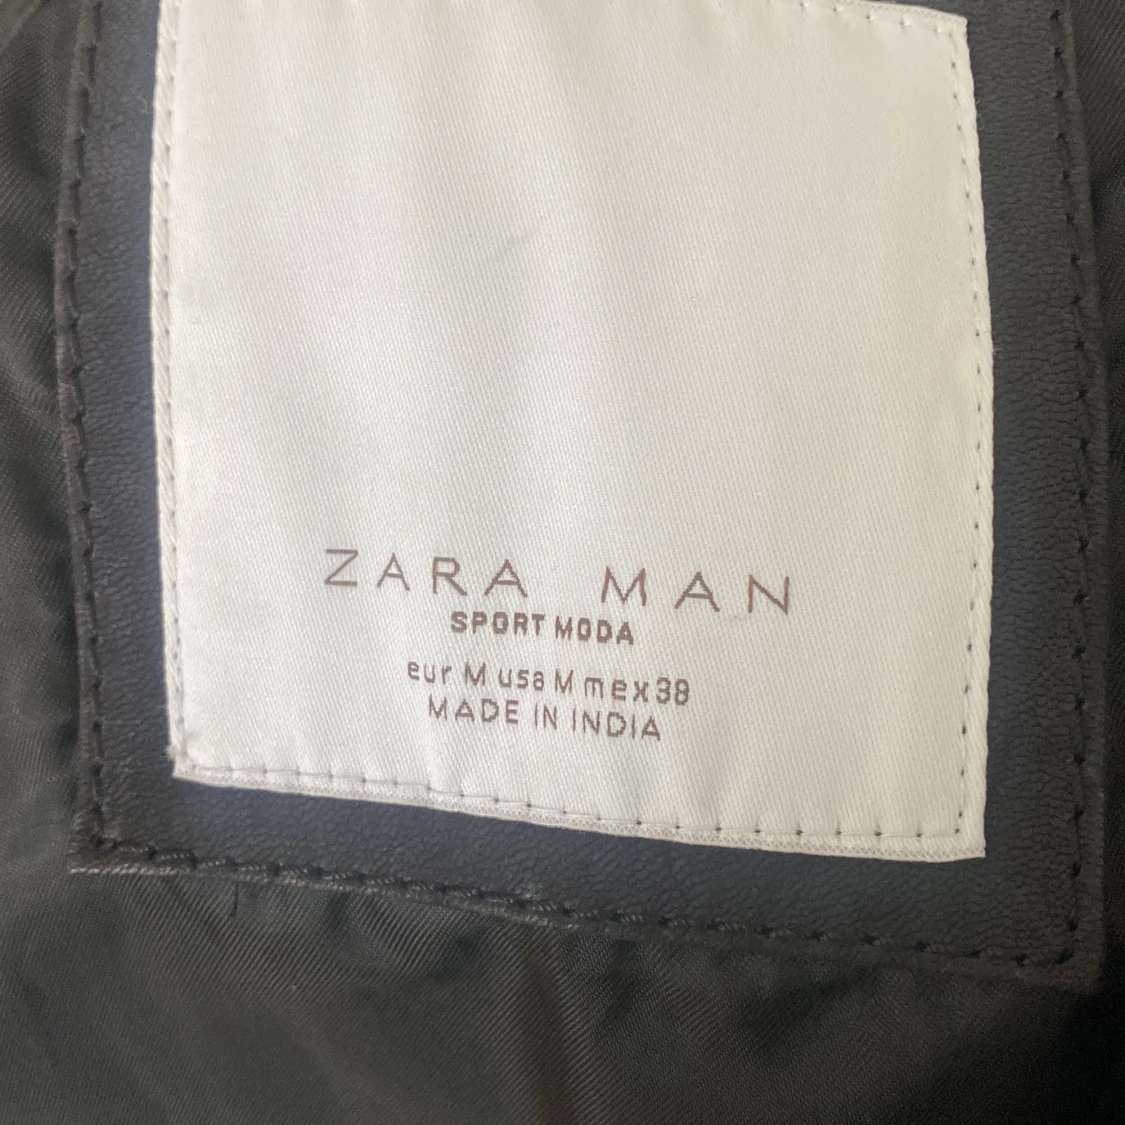 ZARA MAN
SPORT MODA
eur M usa M mex 38
MADE IN INDIA